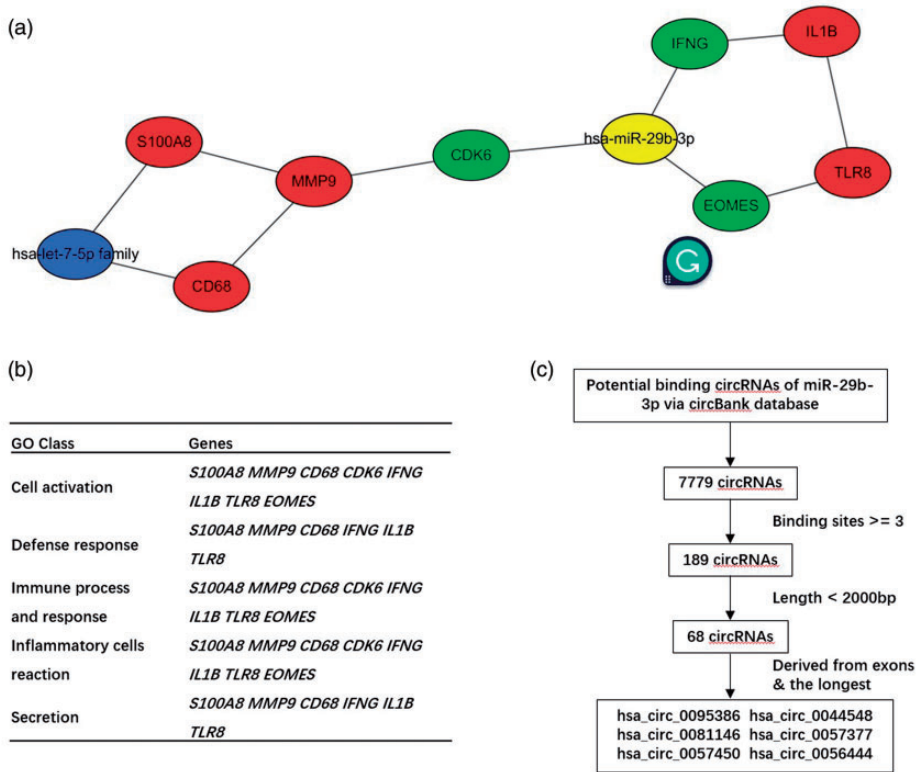 (a)
IFNG
IL1B
S100A8
hsa-miR-29b-3p
CDK6
MMP9
TLR8
EOMES
hsa-let-7-5p family
CD68
(b)
GO Class Genes
Cell activation
S100A8 MMP9 CD68 CDK6 IFNG
IL1B TLR8 EOMES
Defense response
S100A8 MMP9 CD68 IFNG IL1B
TLR8
Immune process
and response
S100A8 MMP9 CD68 CDK6 IFNG
IL1B TLR8 EOMES
Inflammatory cells
reaction
S100A8 MMP9 CD68 CDK6 IFNG
IL1B TLR8 EOMES
Secretion
S100A8 MMP9 CD68 IFNG IL1B
TLR8
(c)
Potential binding circRNAs of miR-29b-
3p via circBank database
7779 circRNAs
Binding sites >= 3
189 circRNAs
Length < 2000bp
68 circRNAs
Derived from exons
& the longest
hsa_circ_0095386 hsa_circ_0044548
hsa_circ_0081146 hsa_circ_0057377
hsa_circ_0057450 hsa_circ_0056444